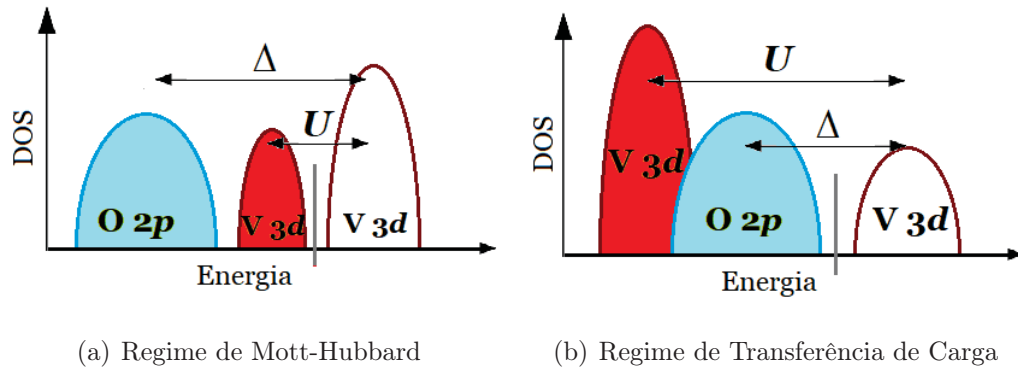 DOS
Δ
U
O 2p
V 3d
V 3d
Energia
(a) Regime de Mott-Hubbard
DOS
U
Δ
V 3d
O 2p
V 3d
Energia
(b) Regime de Transferência de Carga